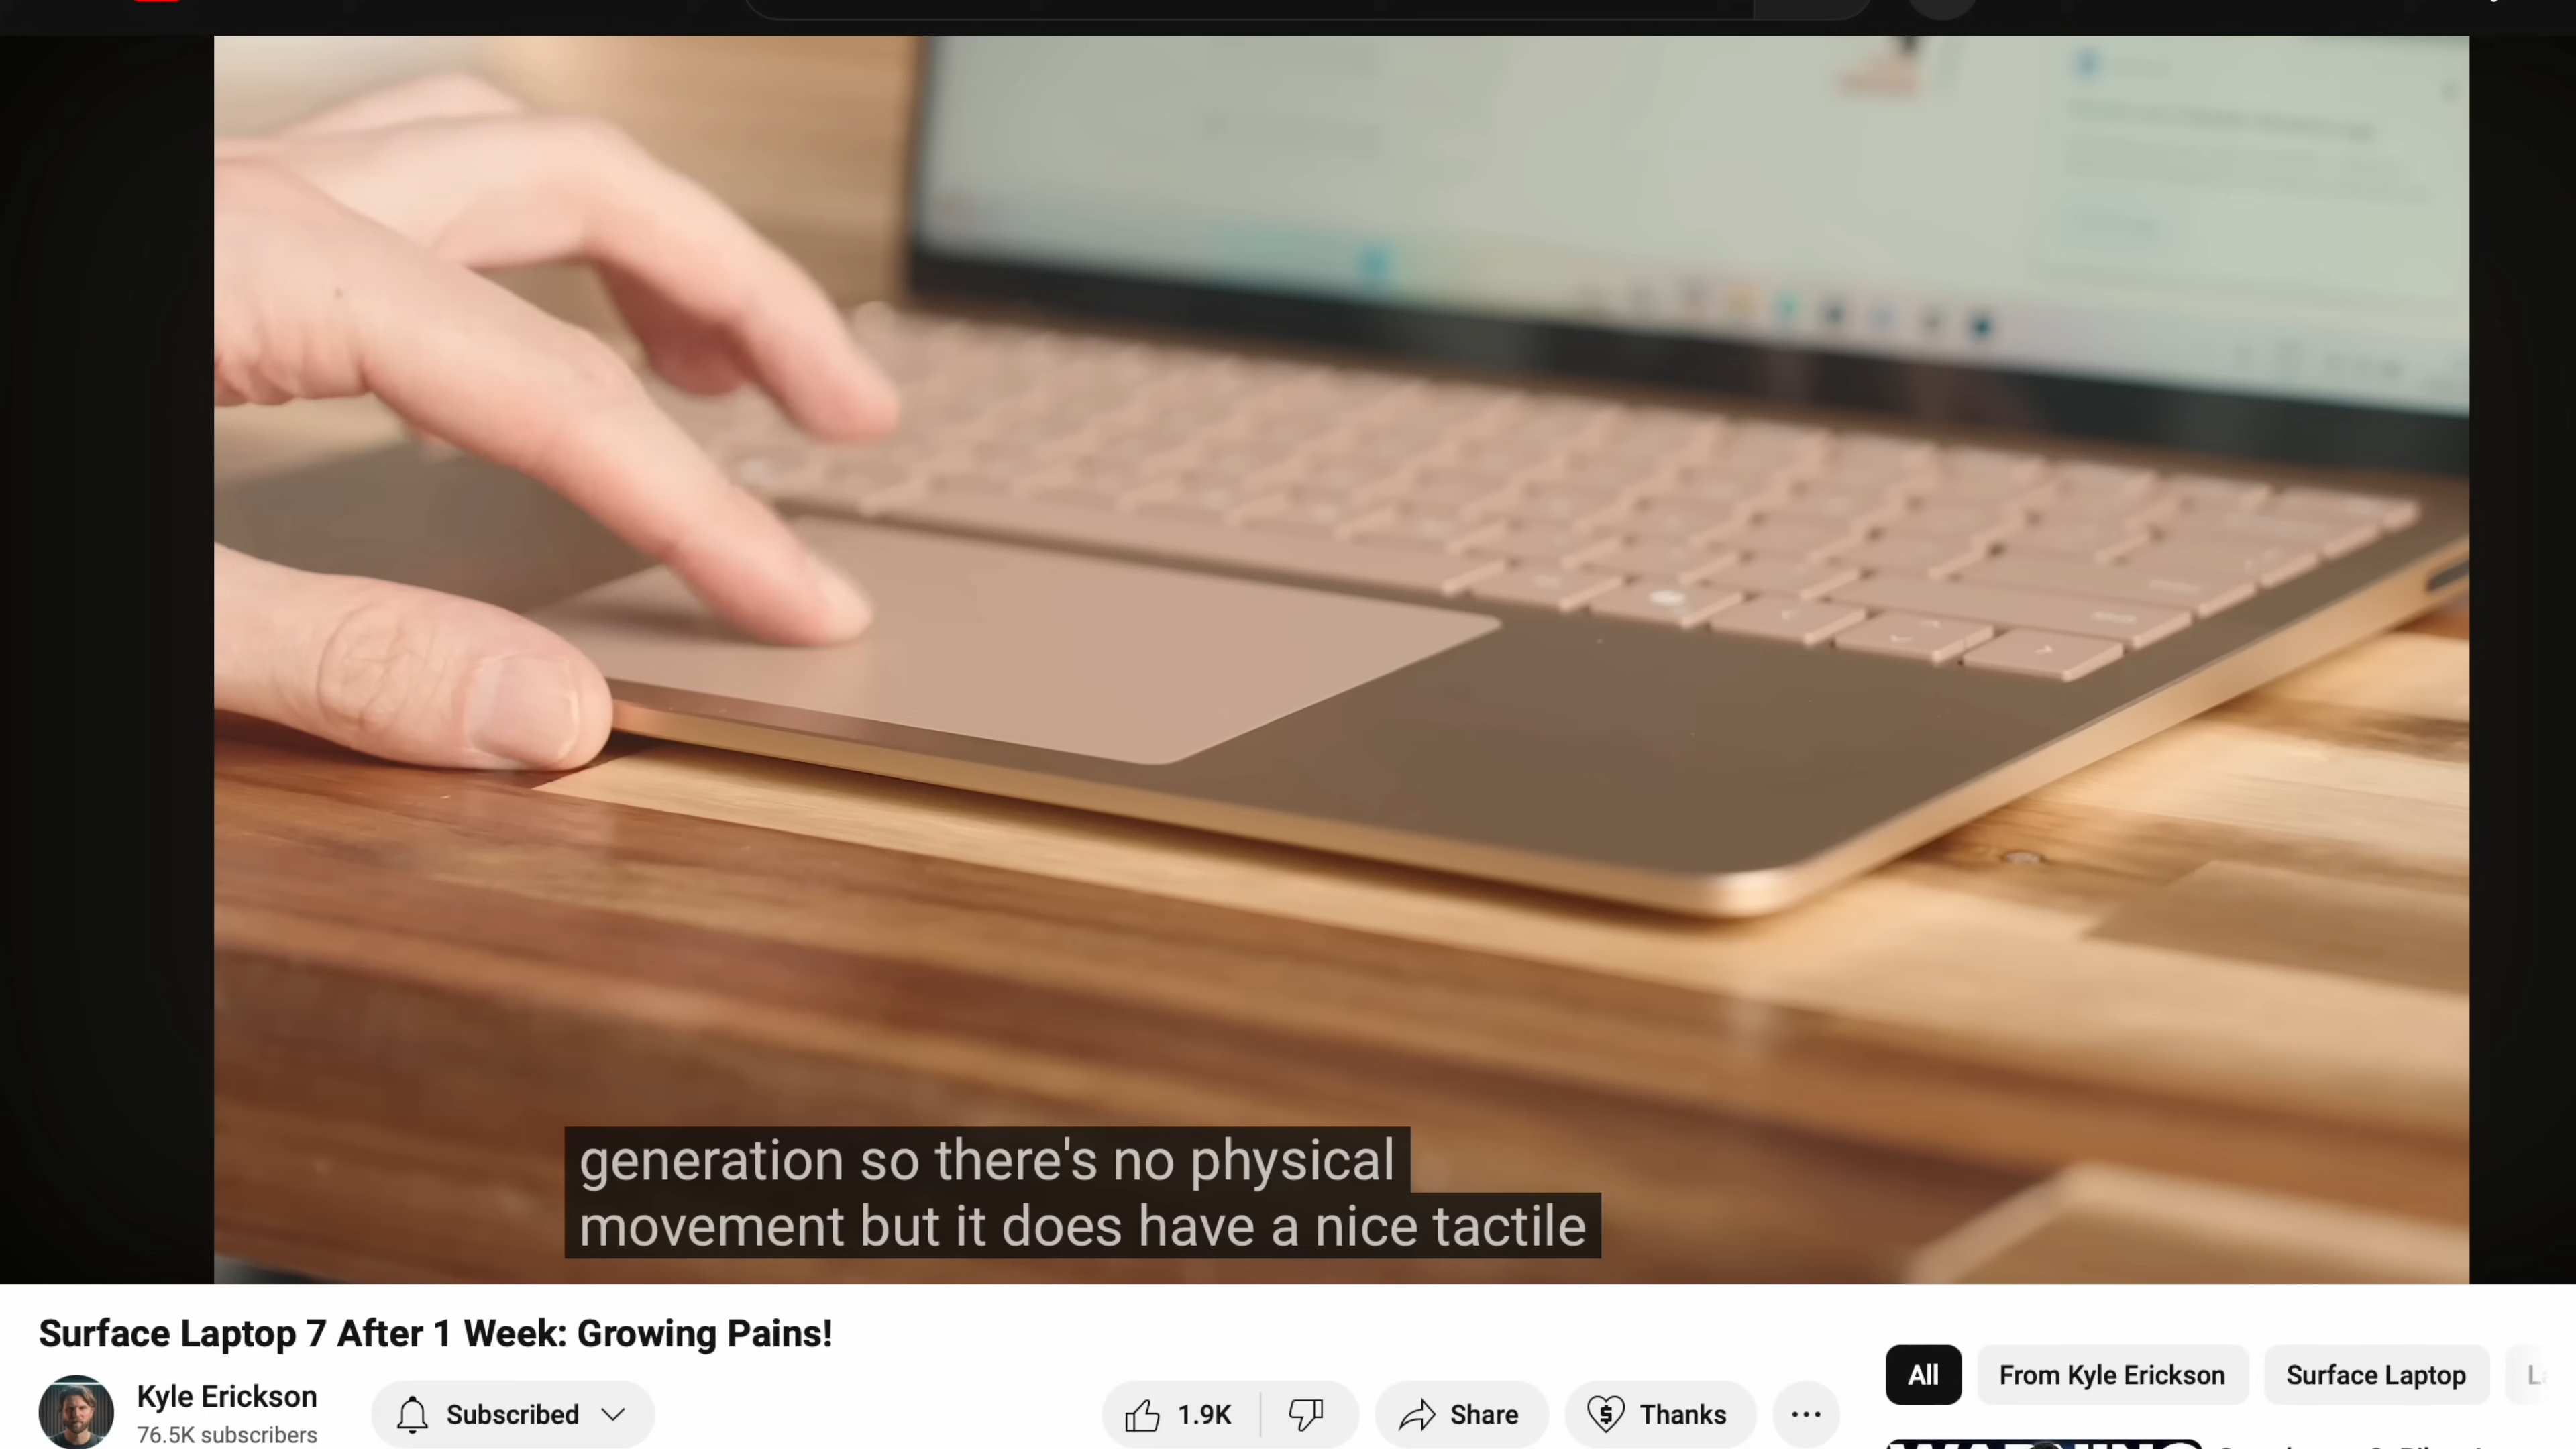 generation so there's no physical
movement but it does have a nice tactile
Surface Laptop 7 After 1 Week: Growing Pains!
Kyle Erickson
76.5K subscribers
Subscribed
1.9K
Share
Thanks
All
From Kyle Erickson
Surface Laptop